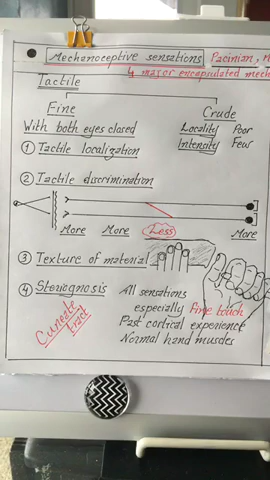 Mechanoceptive sensations Pacinian,
4 major encapulated mech
Tactile
Fine Crude
With both eyes closed Locality Poor
① Tactile localization Intensity Few
② Tactile discrimination
More More Less More
③ Texture of material
④ Steriognosis All sensations
especially Fine touch
Cuneate tract Past cortical experience
Normal hand muscles